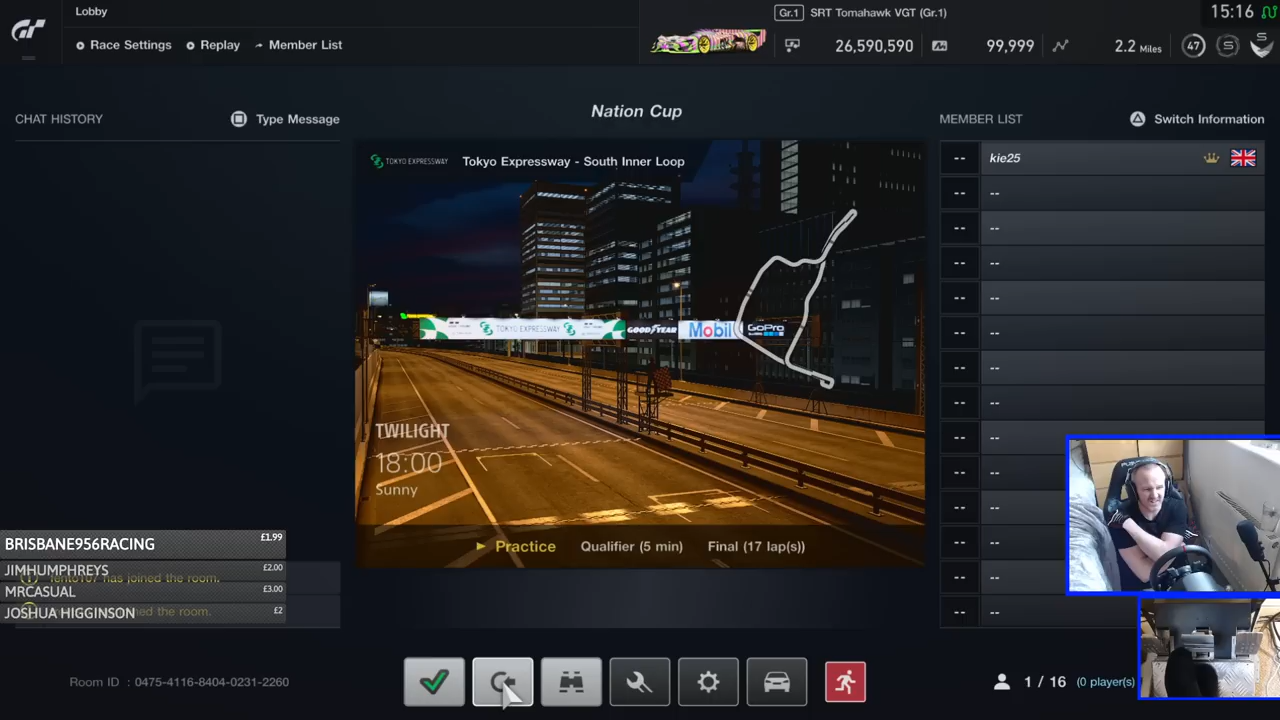 Lobby
Race Settings
Replay
Member List
Gr.1
SRT Tomahawk VGT (Gr.1)
15:16
26,590,590
99,999
2.2 Miles
47
S
S
CHAT HISTORY
Type Message
Nation Cup
MEMBER LIST
Switch Information
TOKYO EXPRESSWAY
Tokyo Expressway - South Inner Loop
-- kie25
-- --
-- --
-- --
-- --
-- --
-- --
-- --
-- --
-- --
-- --
-- --
-- --
-- --
TOKYO EXPRESSWAY
GOODYEAR
Mobil
GoPro
TWILIGHT
18:00
Sunny
Practice
Qualifier (5 min)
Final (17 lap(s))
BRISBANE956RACING £1.99
JIMHUMPHREYS £2.00
has joined the room.
MRCASUAL £3.00
JOSHUA HIGGINSON £2
the room.
Room ID : 0475-4116-8404-0231-2260
1 / 16 (0 player(s)